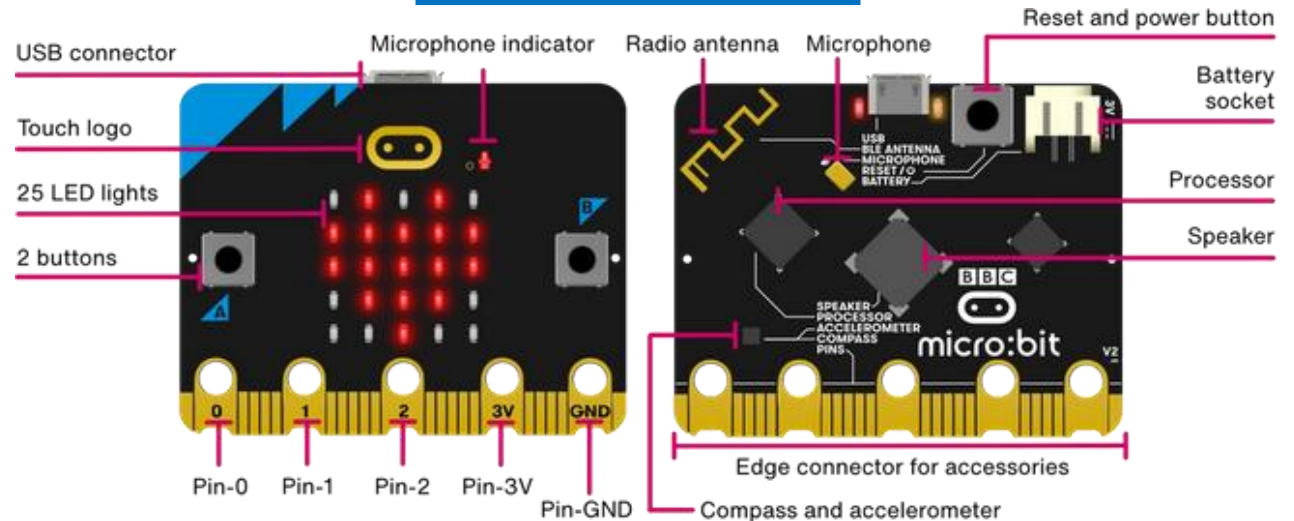 Reset and power button
USB connector
Microphone indicator
Radio antenna
Microphone
Battery
socket
Touch logo
25 LED lights
2 buttons
Processor
Speaker
B
A
0
1
2
3V
GND
Pin-0
Pin-1
Pin-2
Pin-3V
Pin-GND
3V
USB
BLE ANTENNA
MICROPHONE
RESET /
BATTERY
BBC
micro:bit
SPEAKER
PROCESSOR
ACCELEROMETER
COMPASS
PINS
V2
Edge connector for accessories
Compass and accelerometer